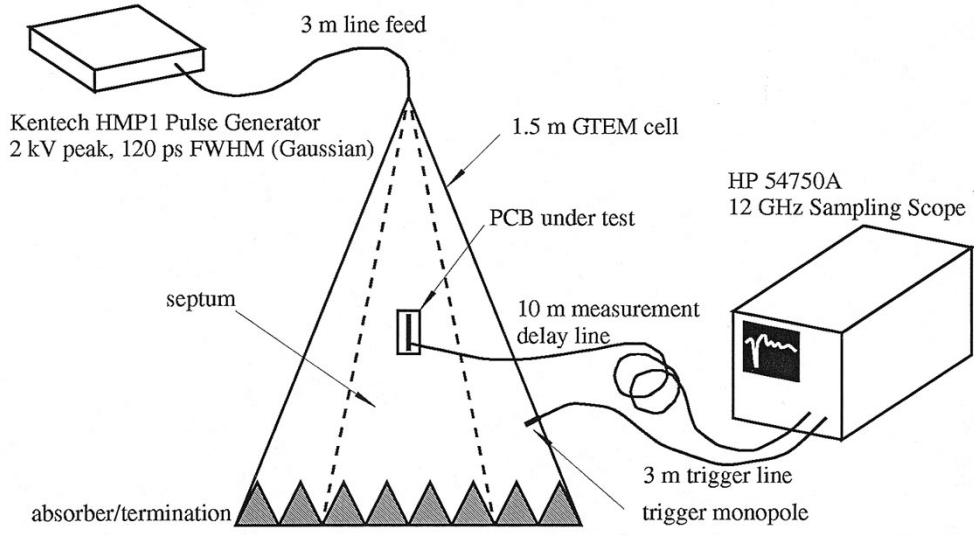 3 m line feed
Kentech HMP1 Pulse Generator
2 kV peak, 120 ps FWHM (Gaussian)
1.5 m GTEM cell
HP 54750A
12 GHz Sampling Scope
PCB under test
septum
10 m measurement
delay line
3 m trigger line
absorber/termination
trigger monopole